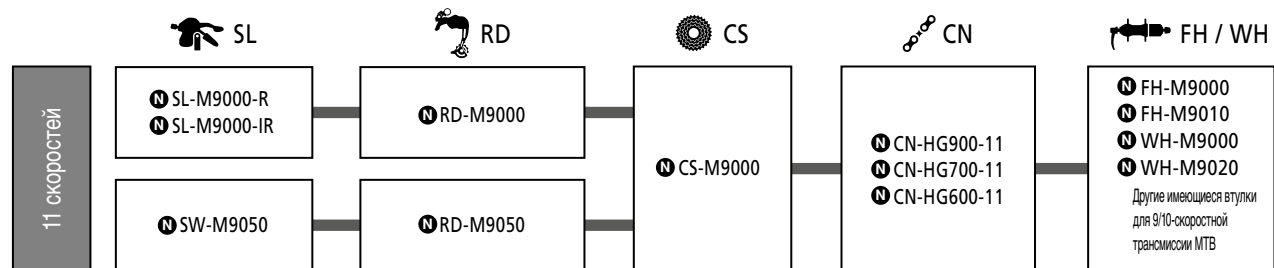 SL
RD
CS
CN
FH / WH
11 скоростей
N SL-M9000-R
N SL-M9000-IR
N RD-M9000
N SW-M9050
N RD-M9050
N CS-M9000
N CN-HG900-11
N CN-HG700-11
N CN-HG600-11
N FH-M9000
N FH-M9010
N WH-M9000
N WH-M9020
Другие имеющиеся втулки
для 9/10-скоростной
трансмиссии МТВ